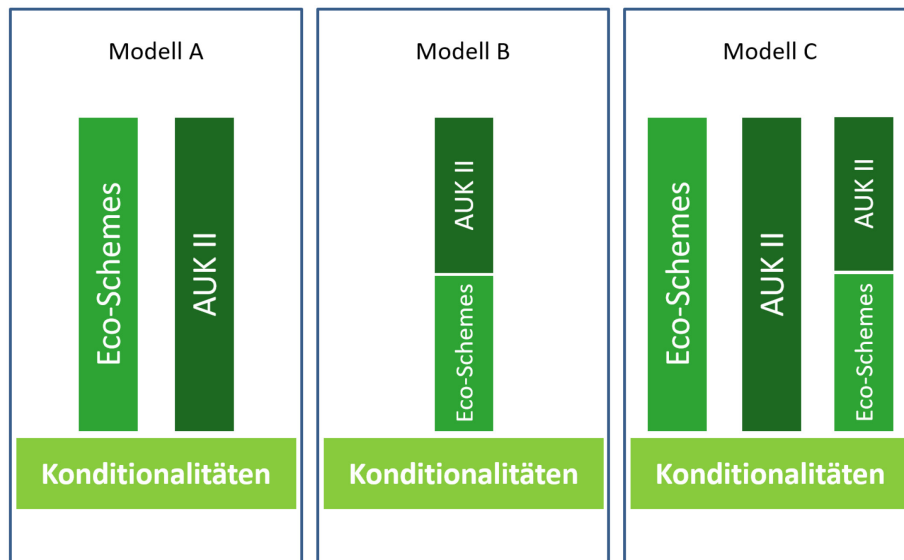 Modell A
Eco-Schemes
AUK II
Konditionalitäten
Modell B
AUK II
Eco-Schemes
Konditionalitäten
Modell C
Eco-Schemes
AUK II
AUK II
Eco-Schemes
Konditionalitäten